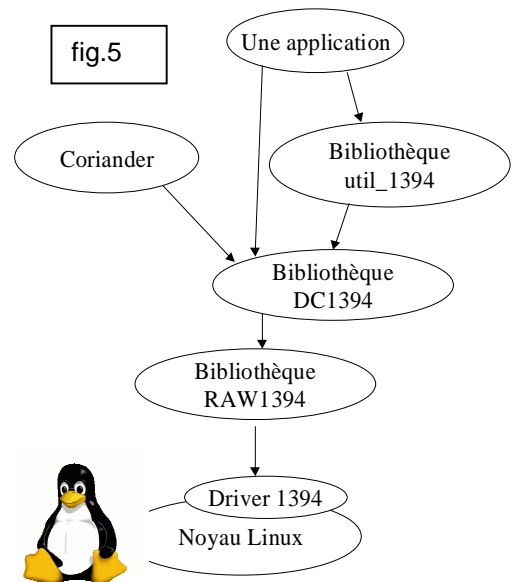 fig.5
Une application
Coriander
Bibliothèque
util_1394
Bibliothèque
DC1394
Bibliothèque
RAW1394
Driver 1394
Noyau Linux